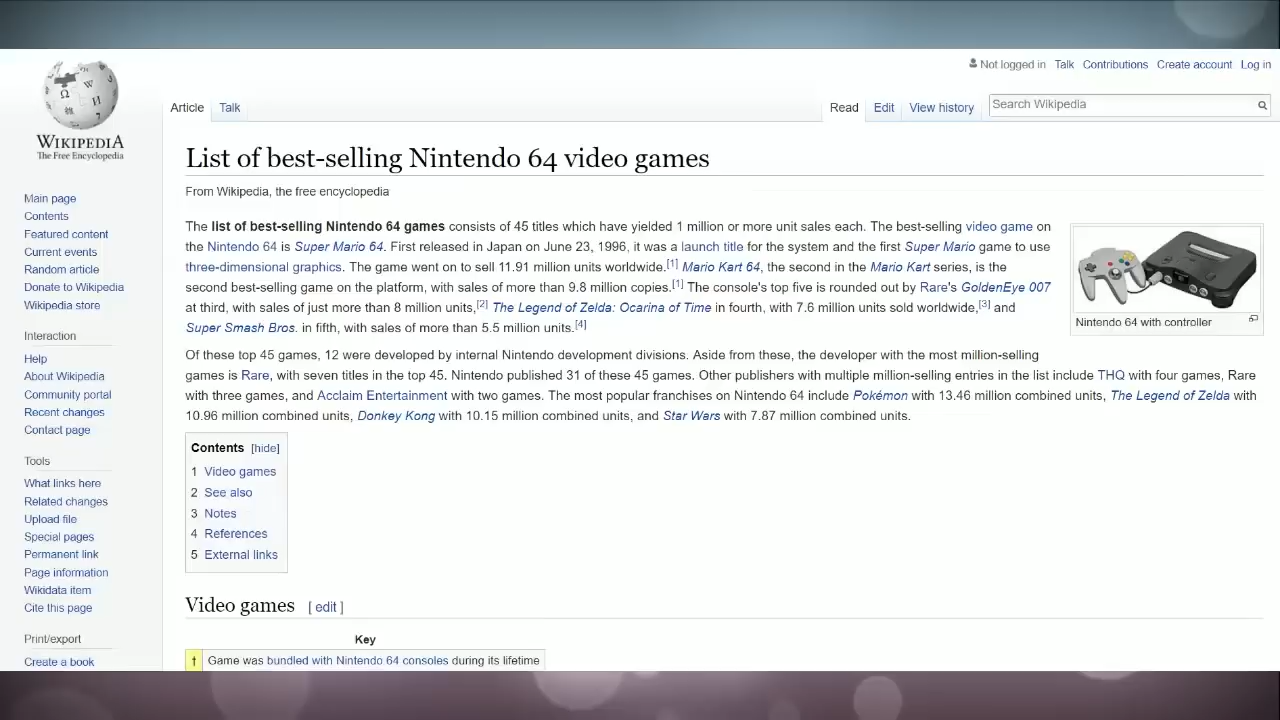 Not logged in Talk Contributions Create account Log in
Article Talk Read Edit View history Search Wikipedia
WIKIPEDIA
The Free Encyclopedia
Main page
Contents
Featured content
Current events
Random article
Donate to Wikipedia
Wikipedia store
Interaction
Help
About Wikipedia
Community portal
Recent changes
Contact page
Tools
What links here
Related changes
Upload file
Special pages
Permanent link
Page information
Wikidata item
Cite this page
Print/export
Create a book
List of best-selling Nintendo 64 video games
From Wikipedia, the free encyclopedia
The list of best-selling Nintendo 64 games consists of 45 titles which have yielded 1 million or more unit sales each. The best-selling video game on
the Nintendo 64 is Super Mario 64. First released in Japan on June 23, 1996, it was a launch title for the system and the first Super Mario game to use
three-dimensional graphics. The game went on to sell 11.91 million units worldwide.[1] Mario Kart 64, the second in the Mario Kart series, is the
second best-selling game on the platform, with sales of more than 9.8 million copies.[1] The console's top five is rounded out by Rare's GoldenEye 007
at third, with sales of just more than 8 million units,[2] The Legend of Zelda: Ocarina of Time in fourth, with 7.6 million units sold worldwide,[3] and
Super Smash Bros. in fifth, with sales of more than 5.5 million units.[4]
Nintendo 64 with controller
Of these top 45 games, 12 were developed by internal Nintendo development divisions. Aside from these, the developer with the most million-selling
games is Rare, with seven titles in the top 45. Nintendo published 31 of these 45 games. Other publishers with multiple million-selling entries in the list include THQ with four games, Rare
with three games, and Acclaim Entertainment with two games. The most popular franchises on Nintendo 64 include Pokémon with 13.46 million combined units, The Legend of Zelda with
10.96 million combined units, Donkey Kong with 10.15 million combined units, and Star Wars with 7.87 million combined units.
Contents [hide]
1 Video games
2 See also
3 Notes
4 References
5 External links
Video games [ edit ]
Key
† Game was bundled with Nintendo 64 consoles during its lifetime